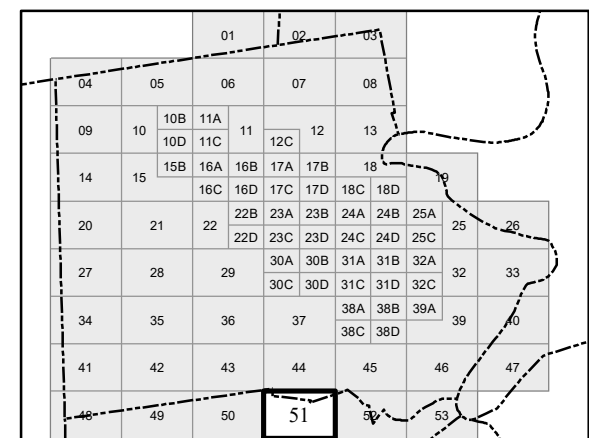 01 02 03
04 05 06 07 08
10B 11A
09 10 11 12 13
10D 11C 12C
15B 16A 16B 17A 17B 18
14 15 19
16C 16D 17C 17D 18C 18D
22B 23A 23B 24A 24B 25A
20 21 22 25 26
22D 23C 23D 24C 24D 25C
30A 30B 31A 31B 32A
27 28 29 32 33
30C 30D 31C 31D 32C
38A 38B 39A
34 35 36 37 39 40
38C 38D
41 42 43 44 45 46 47
48 49 50 51 52 53